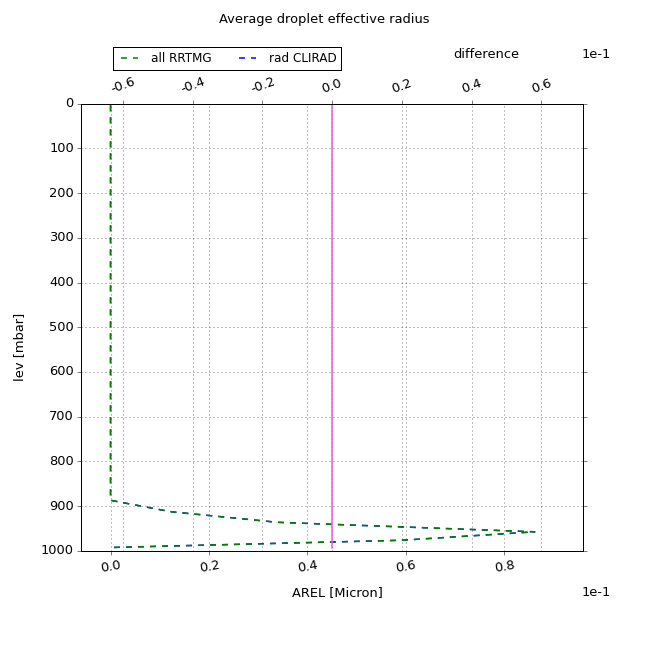 Average droplet effective radius
all RRTMG rad CLIRAD difference 1e-1
-0.6 -0.4 -0.2 0.0 0.2 0.4 0.6
0
100
200
300
400
500
600
700
800
900
1000
lev [mbar]
0.0 0.2 0.4 0.6 0.8
AREL [Micron] 1e-1